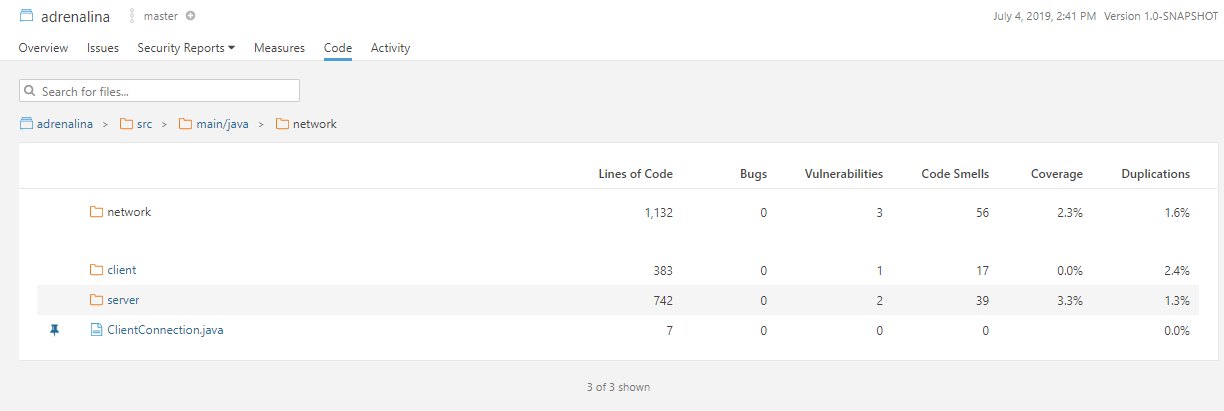 adrenalina master July 4, 2019, 2:41 PM Version 1.0-SNAPSHOT
Overview Issues Security Reports Measures Code Activity
Search for files...
adrenalina > src > main/java > network
Lines of Code Bugs Vulnerabilities Code Smells Coverage Duplications
network 1,132 0 3 56 2.3% 1.6%
client 383 0 1 17 0.0% 2.4%
server 742 0 2 39 3.3% 1.3%
ClientConnection.java 7 0 0 0 0.0%
3 of 3 shown